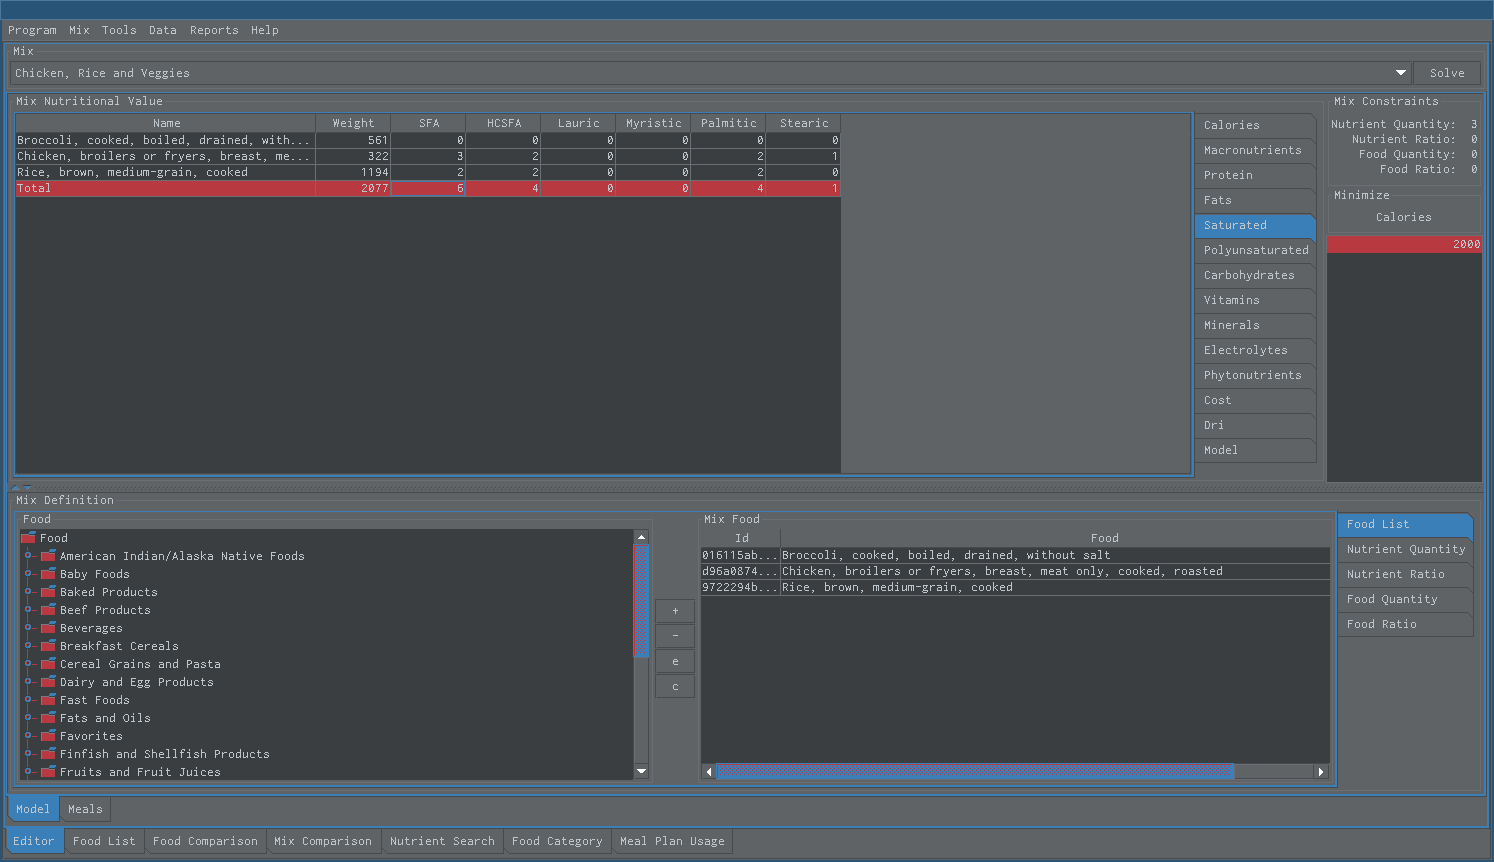 Program Mix Tools Data Reports Help
Mix
Chicken, Rice and Veggies
Solve
Mix Nutritional Value
Name Weight SFA HCSFA Lauric Myristic Palmitic Stearic
Broccoli, cooked, boiled, drained, with... 561 0 0 0 0 0 0
Chicken, broilers or fryers, breast, me... 322 3 2 0 0 2 1
Rice, brown, medium-grain, cooked 1194 2 2 0 0 2 0
Total 2077 6 4 0 0 4 1
Calories
Macronutrients
Protein
Fats
Saturated
Polyunsaturated
Carbohydrates
Vitamins
Minerals
Electrolytes
Phytonutrients
Cost
Dri
Model
Mix Constraints
Nutrient Quantity: 3
Nutrient Ratio: 0
Food Quantity: 0
Food Ratio: 0
Minimize
Calories
2000
Mix Definition
Food
Food
American Indian/Alaska Native Foods
Baby Foods
Baked Products
Beef Products
Beverages
Breakfast Cereals
Cereal Grains and Pasta
Dairy and Egg Products
Fast Foods
Fats and Oils
Favorites
Finfish and Shellfish Products
Fruits and Fruit Juices
+
-
e
c
Mix Food
Id Food
016115ab... Broccoli, cooked, boiled, drained, without salt
d96a0874... Chicken, broilers or fryers, breast, meat only, cooked, roasted
9722294b... Rice, brown, medium-grain, cooked
Food List
Nutrient Quantity
Nutrient Ratio
Food Quantity
Food Ratio
Model Meals
Editor Food List Food Comparison Mix Comparison Nutrient Search Food Category Meal Plan Usage